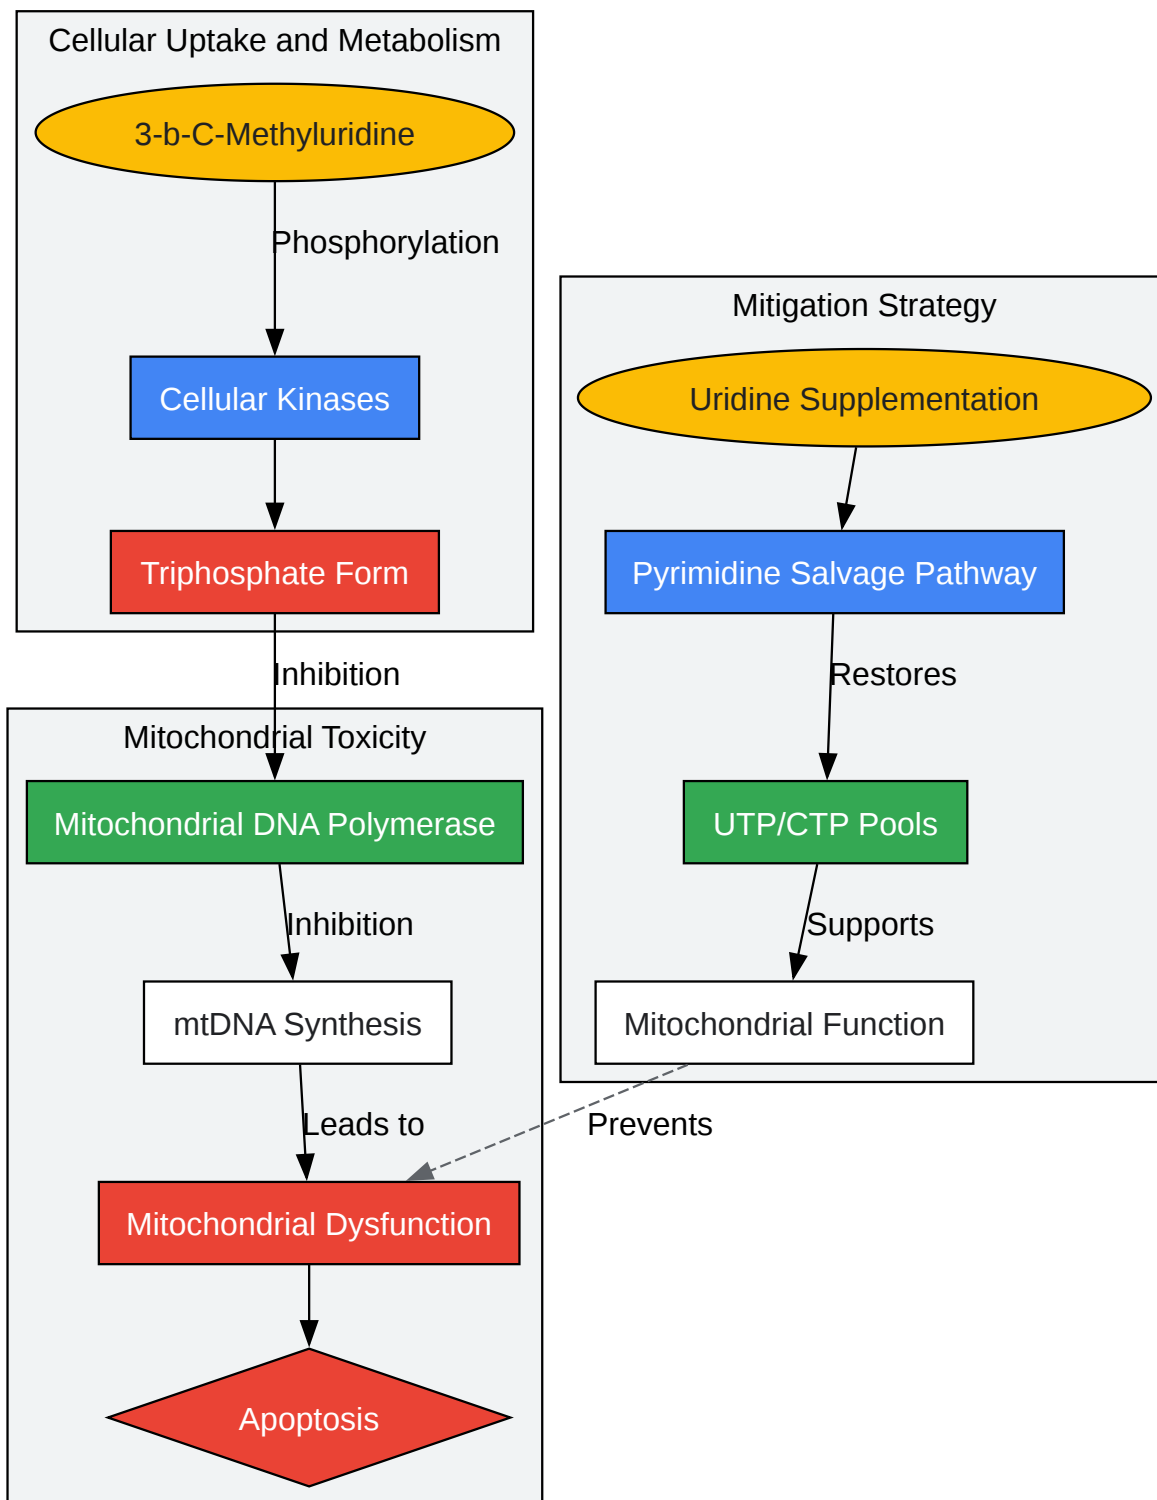 Cellular Uptake and Metabolism
3-b-C-Methyluridine
Phosphorylation
Cellular Kinases
Triphosphate Form
Inhibition
Mitochondrial Toxicity
Mitochondrial DNA Polymerase
Inhibition
mtDNA Synthesis
Leads to
Mitochondrial Dysfunction
Apoptosis
Mitigation Strategy
Uridine Supplementation
Pyrimidine Salvage Pathway
Restores
UTP/CTP Pools
Supports
Mitochondrial Function
Prevents